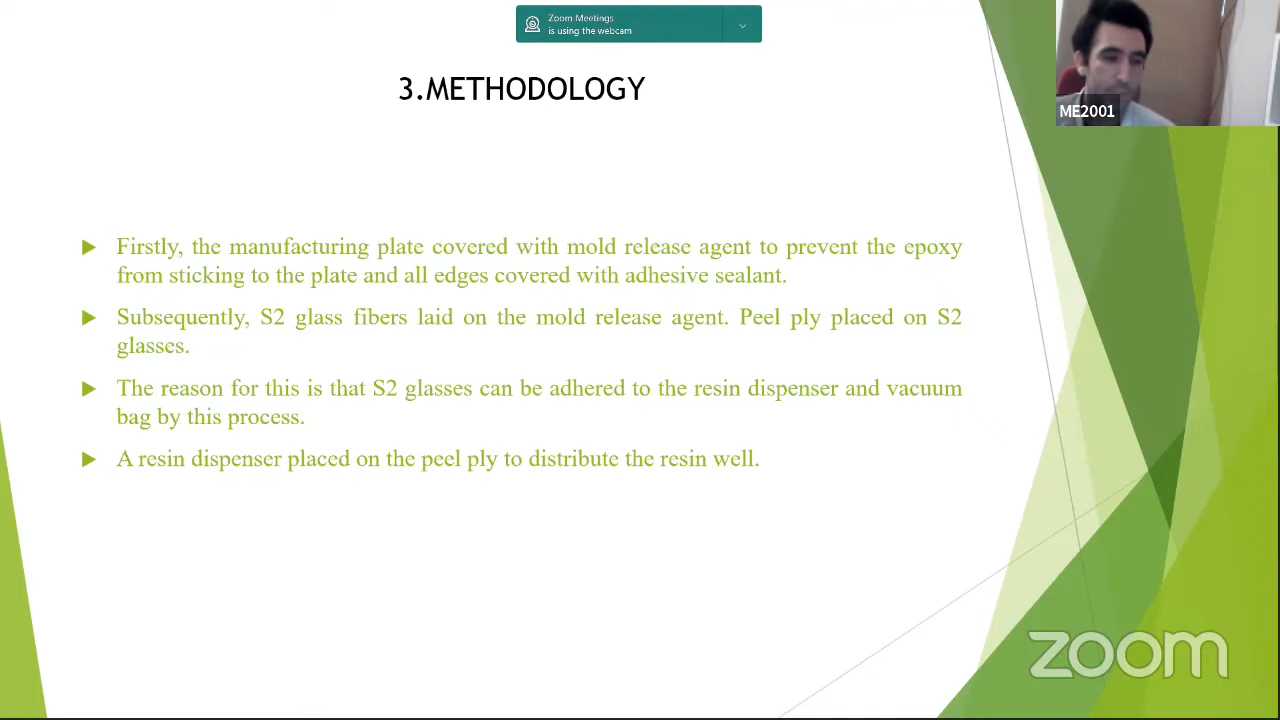 Zoom Meetings
is using the webcam
3.METHODOLOGY
ME2001
Firstly, the manufacturing plate covered with mold release agent to prevent the epoxy
from sticking to the plate and all edges covered with adhesive sealant.
Subsequently, S2 glass fibers laid on the mold release agent. Peel ply placed on S2
glasses.
The reason for this is that S2 glasses can be adhered to the resin dispenser and vacuum
bag by this process.
A resin dispenser placed on the peel ply to distribute the resin well.
zoom